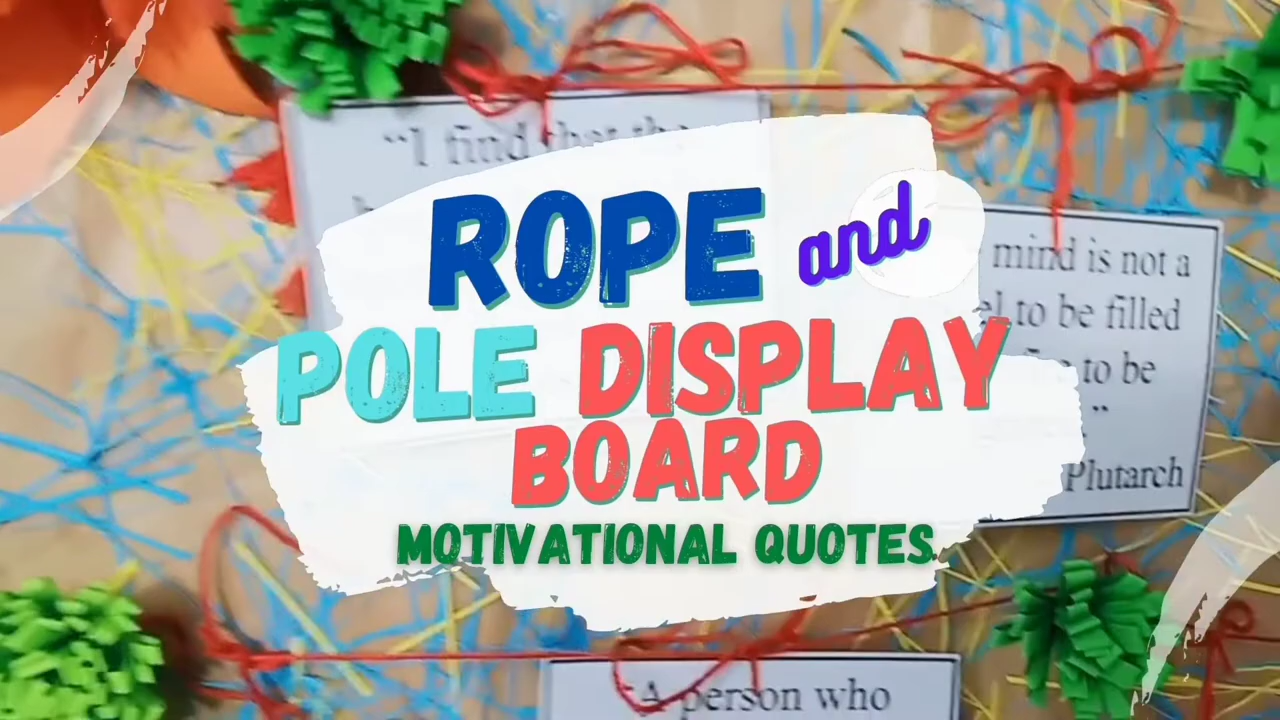 “I find that the
ROPE and
mind is not a
to be filled
POLE DISPLAY
to be
”
BOARD
Plutarch
MOTIVATIONAL QUOTES
“A person who